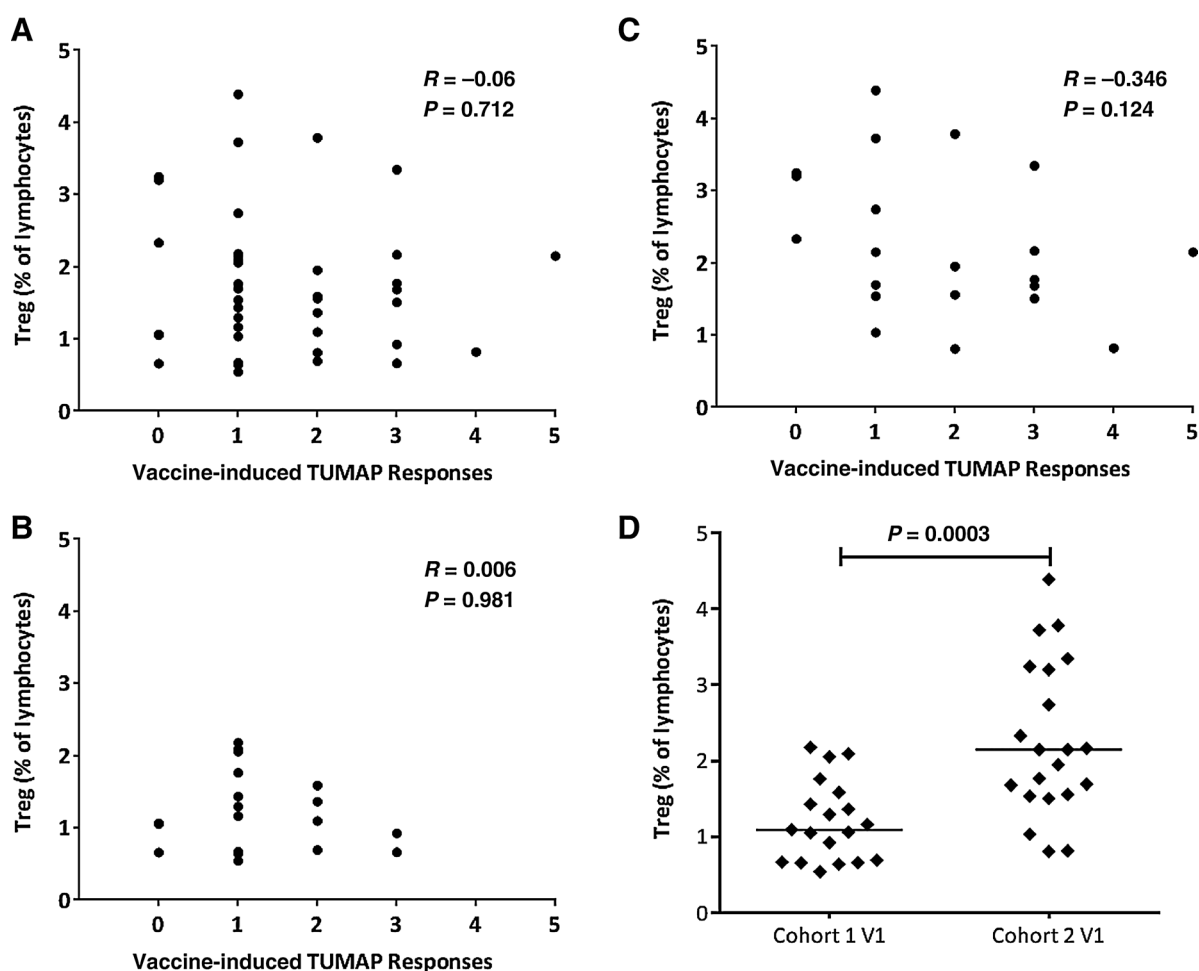 A
5
R = –0.06
P = 0.712
4
3
2
1
0
Treg (% of lymphocytes)
0 1 2 3 4 5
Vaccine-induced TUMAP Responses
C
5
R = –0.346
P = 0.124
4
3
2
1
0
Treg (% of lymphocytes)
0 1 2 3 4 5
Vaccine-induced TUMAP Responses
B
5
R = 0.006
P = 0.981
4
3
2
1
0
Treg (% of lymphocytes)
0 1 2 3 4 5
Vaccine-induced TUMAP Responses
D
P = 0.0003
5
4
3
2
1
0
Treg (% of lymphocytes)
Cohort 1 V1 Cohort 2 V1